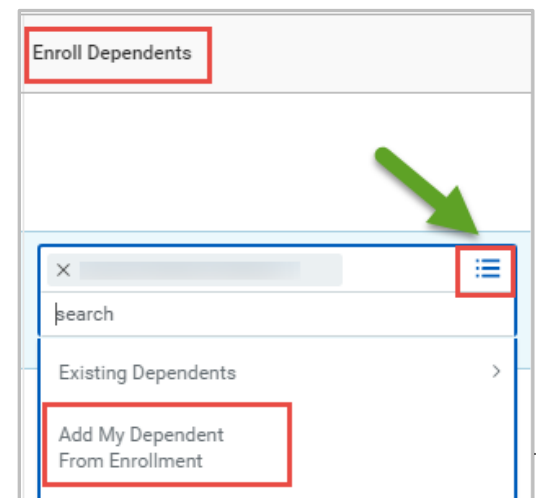 Enroll Dependents
search
Existing Dependents
Add My Dependent
From Enrollment